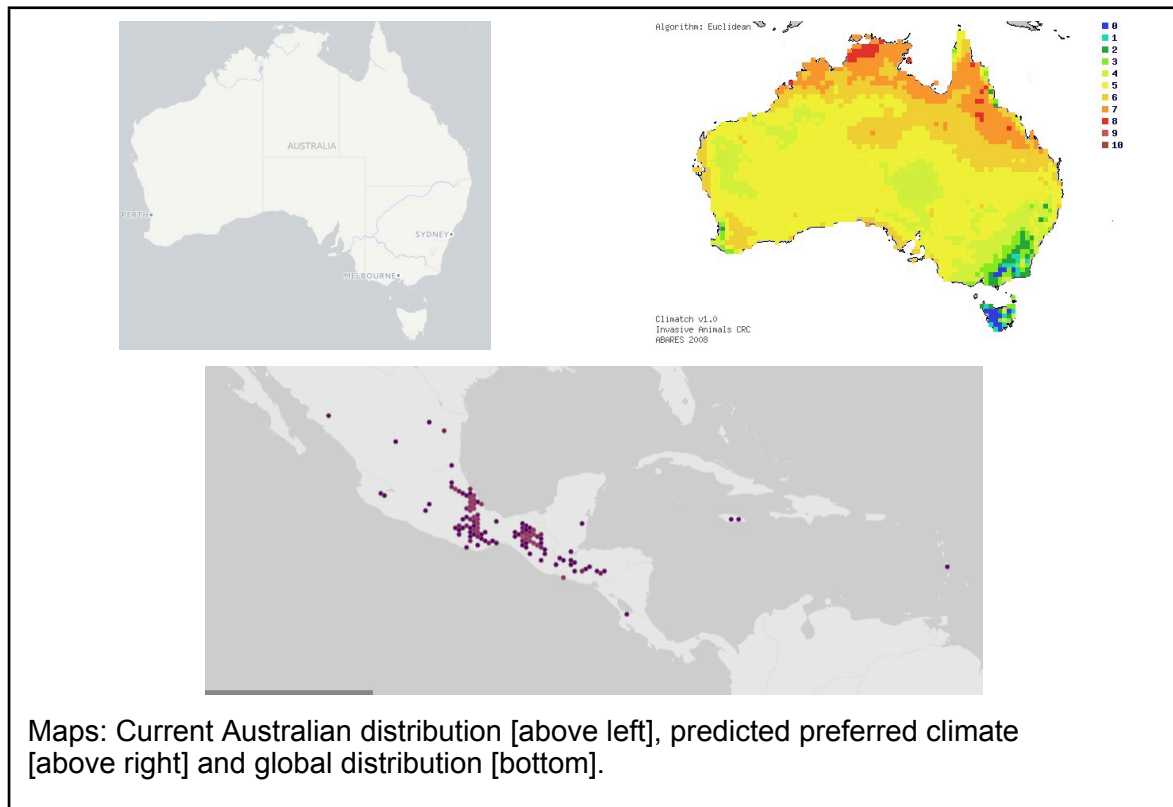 AUSTRALIA
PERTH
SYDNEY
MELBOURNE
Algorithm: Euclidean
0
1
2
3
4
5
6
7
8
9
10
Climatch v1.0
Invasive Animals CRC
ABARES 2008
Maps: Current Australian distribution [above left], predicted preferred climate
[above right] and global distribution [bottom].